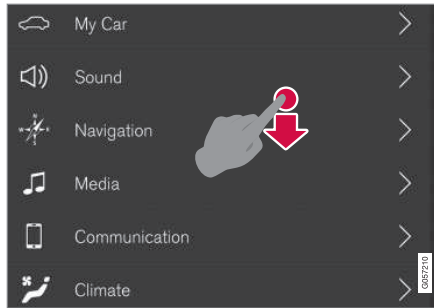 My Car
Sound
Navigation
Media
Communication
Climate
G057210